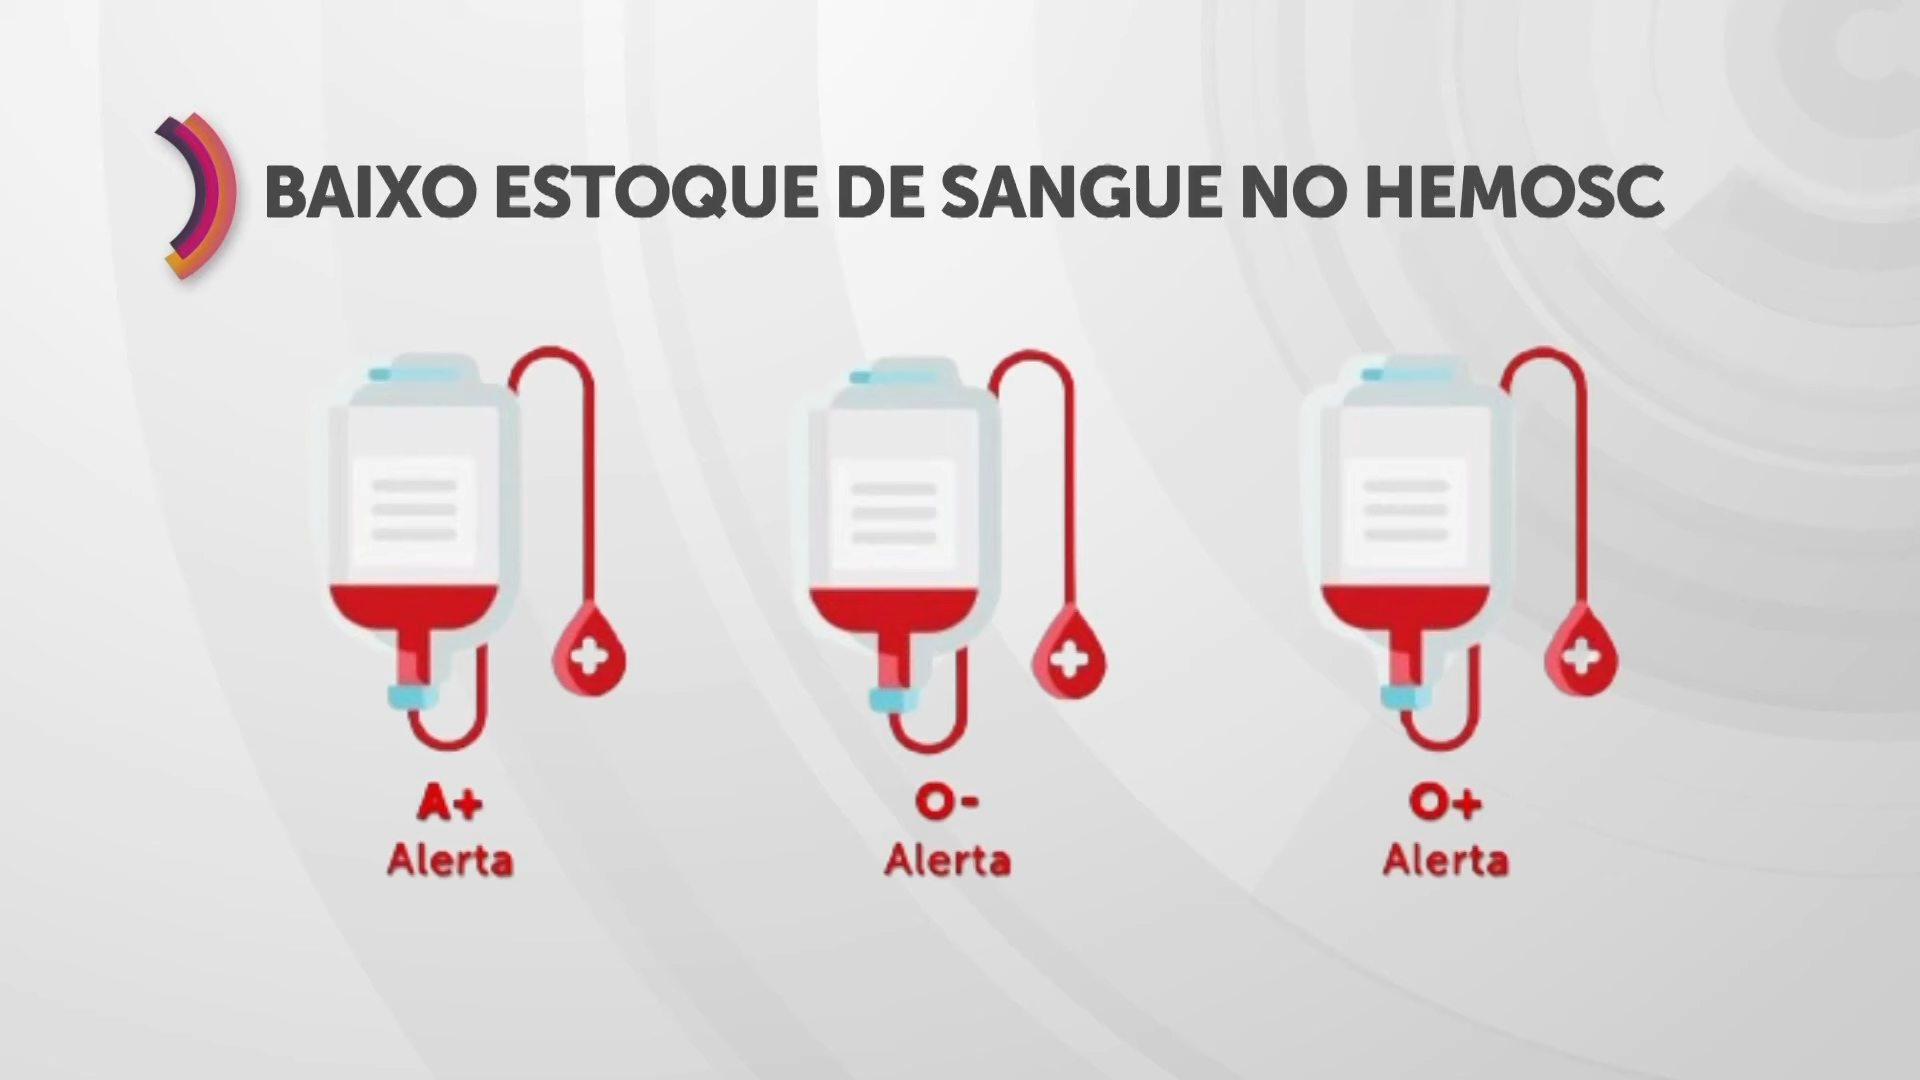 BAIXO ESTOQUE DE SANGUE NO HEMOSC
A+
Alerta
O-
Alerta
O+
Alerta